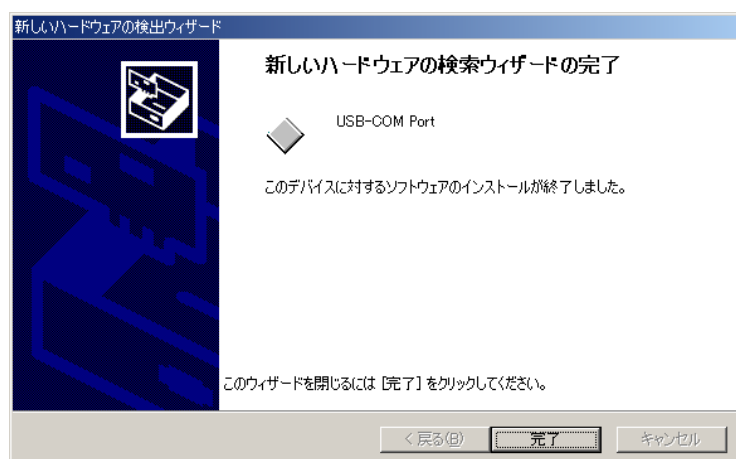 新しいハードウェアの検出ウィザード
新しいハードウェアの検索ウィザードの完了
USB-COM Port
このデバイスに対するソフトウェアのインストールが終了しました。
このウィザードを閉じるには [完了] をクリックしてください。
< 戻る(B)
完了
キャンセル